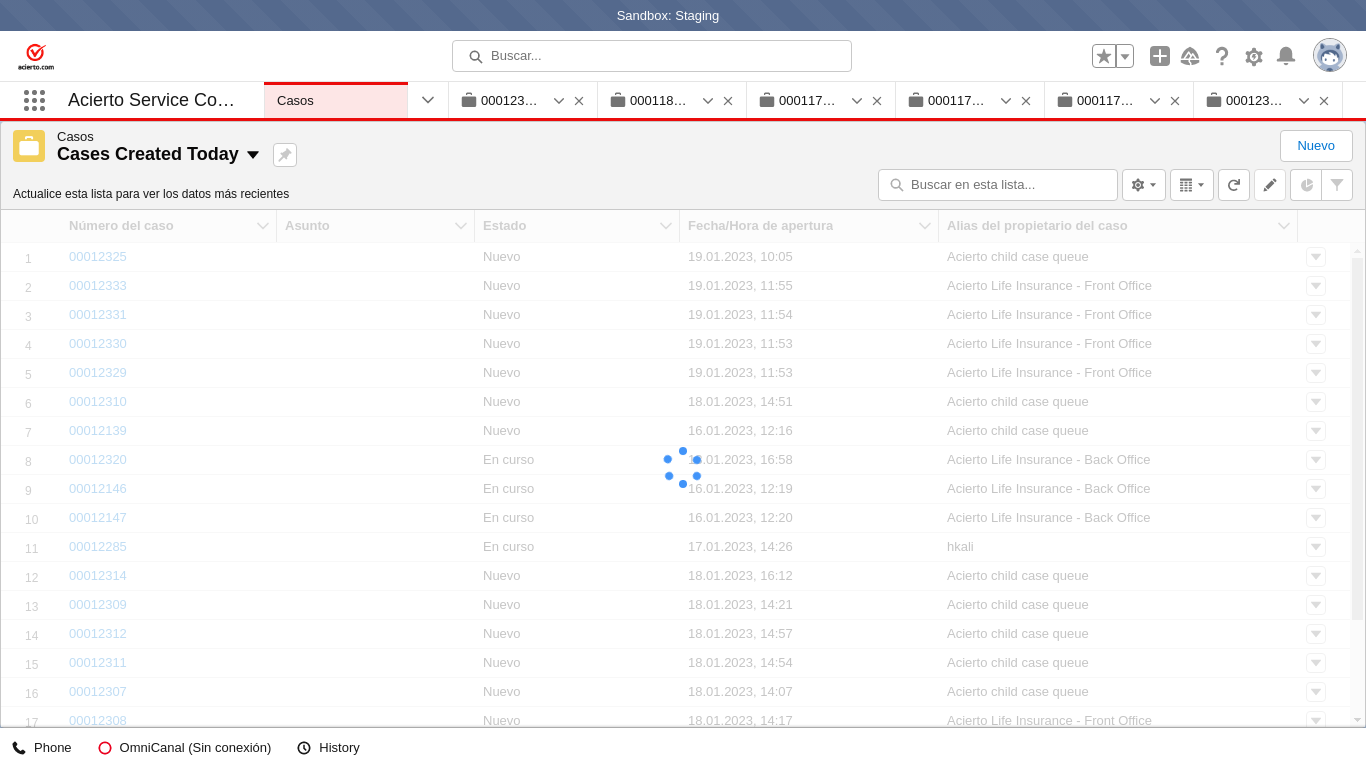 Sandbox: Staging
acierto.com
Buscar...
Acierto Service Co…
Casos
000123…
000118…
000117…
000117…
000117…
000123…
Casos
Cases Created Today
Nuevo
Actualice esta lista para ver los datos más recientes
Buscar en esta lista...
Número del caso Asunto Estado Fecha/Hora de apertura Alias del propietario del caso
1 00012325 Nuevo 19.01.2023, 10:05 Acierto child case queue
2 00012333 Nuevo 19.01.2023, 11:55 Acierto Life Insurance - Front Office
3 00012331 Nuevo 19.01.2023, 11:54 Acierto Life Insurance - Front Office
4 00012330 Nuevo 19.01.2023, 11:53 Acierto Life Insurance - Front Office
5 00012329 Nuevo 19.01.2023, 11:53 Acierto Life Insurance - Front Office
6 00012310 Nuevo 18.01.2023, 14:51 Acierto child case queue
7 00012139 Nuevo 16.01.2023, 12:16 Acierto child case queue
8 00012320 En curso 18.01.2023, 16:58 Acierto Life Insurance - Back Office
9 00012146 En curso 16.01.2023, 12:19 Acierto Life Insurance - Back Office
10 00012147 En curso 16.01.2023, 12:20 Acierto Life Insurance - Back Office
11 00012285 En curso 17.01.2023, 14:26 hkali
12 00012314 Nuevo 18.01.2023, 16:12 Acierto child case queue
13 00012309 Nuevo 18.01.2023, 14:21 Acierto child case queue
14 00012312 Nuevo 18.01.2023, 14:57 Acierto child case queue
15 00012311 Nuevo 18.01.2023, 14:54 Acierto child case queue
16 00012307 Nuevo 18.01.2023, 14:07 Acierto child case queue
17 00012308 Nuevo 18.01.2023, 14:17 Acierto Life Insurance - Front Office
Phone
OmniCanal (Sin conexión)
History